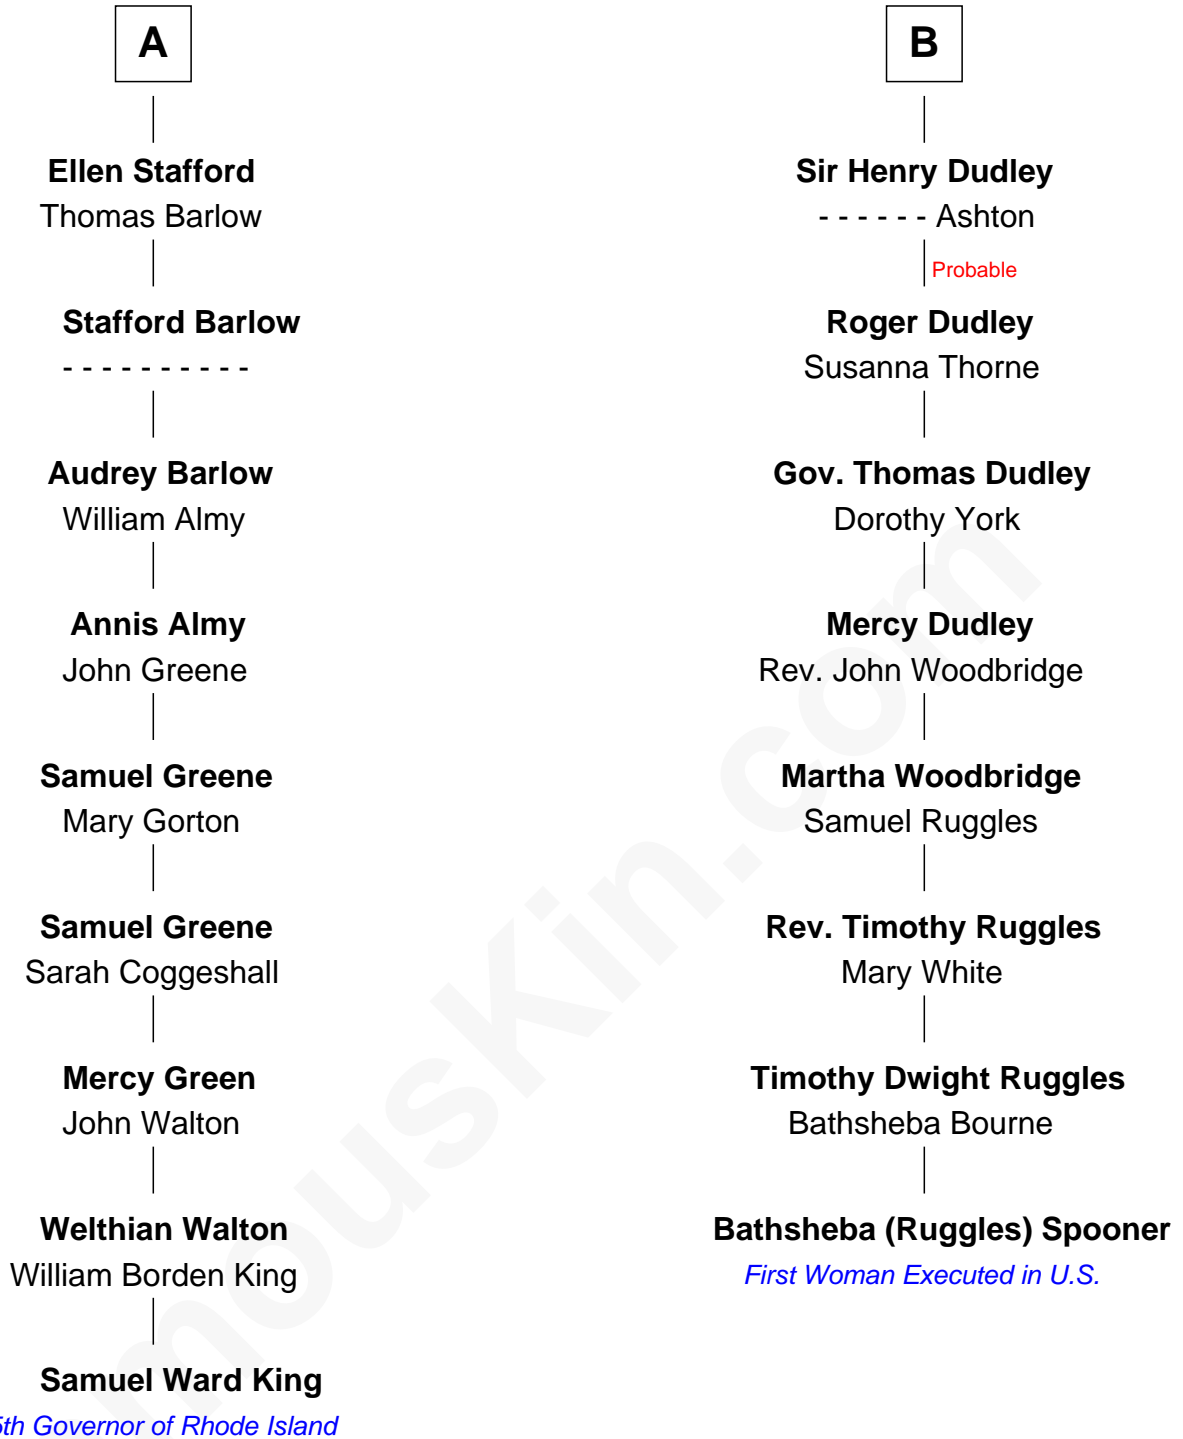 A
Ellen Stafford
Thomas Barlow
Stafford Barlow
- - - - - - - - - -
Audrey Barlow
William Almy
Annis Almy
John Greene
Samuel Greene
Mary Gorton
Samuel Greene
Sarah Coggeshall
Mercy Green
John Walton
Welthian Walton
William Borden King
Samuel Ward King
5th Governor of Rhode Island
B
Sir Henry Dudley
- - - - - - Ashton
Probable
Roger Dudley
Susanna Thorne
Gov. Thomas Dudley
Dorothy York
Mercy Dudley
Rev. John Woodbridge
Martha Woodbridge
Samuel Ruggles
Rev. Timothy Ruggles
Mary White
Timothy Dwight Ruggles
Bathsheba Bourne
Bathsheba (Ruggles) Spooner
First Woman Executed in U.S.
mousKin.com